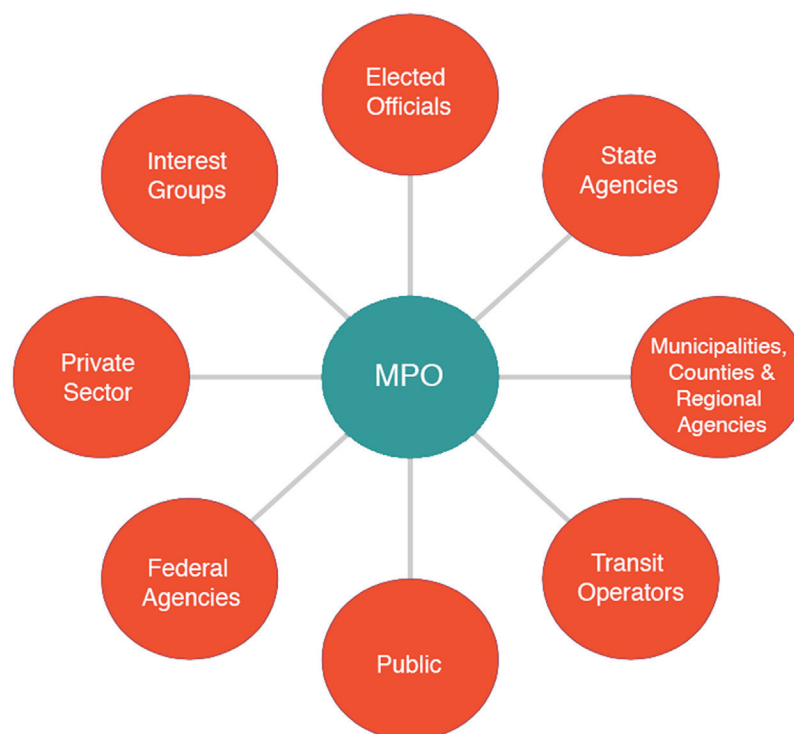 Elected
Officials
Interest
Groups
State
Agencies
Private
Sector
MPO
Municipalities,
Counties &
Regional
Agencies
Federal
Agencies
Transit
Operators
Public